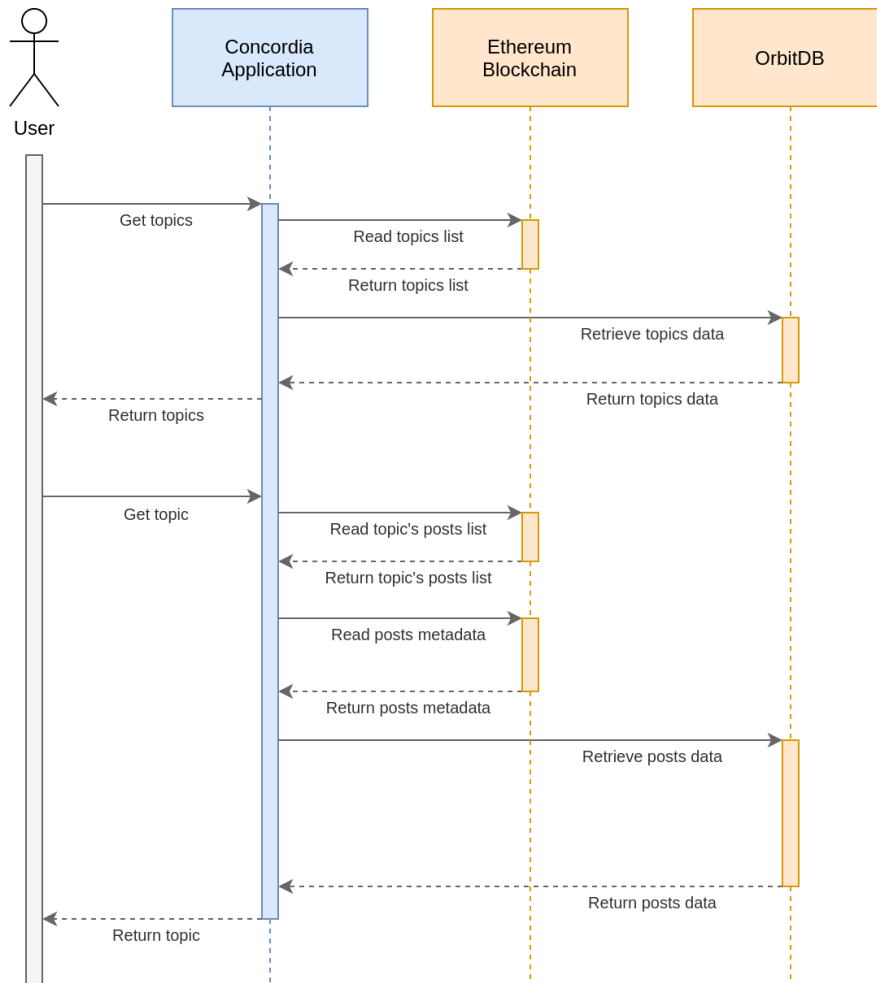 Concordia
Application
Ethereum
Blockchain
OrbitDB
User
Get topics
Read topics list
Return topics list
Retrieve topics data
Return topics data
Return topics
Get topic
Read topic's posts list
Return topic's posts list
Read posts metadata
Return posts metadata
Retrieve posts data
Return posts data
Return topic